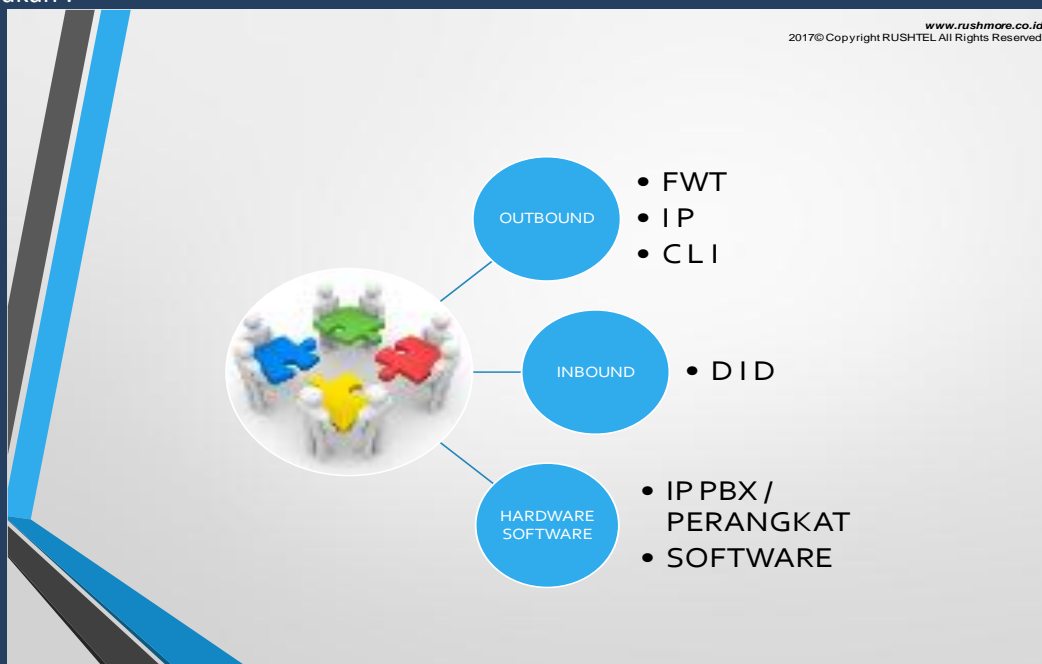 www.rushmore.co.id
2017© Copyright RUSHTEL All Rights Reserved
OUTBOUND
• FWT
• IP
• CLI
INBOUND
• DID
HARDWARE
SOFTWARE
• IP PBX /
PERANGKAT
• SOFTWARE